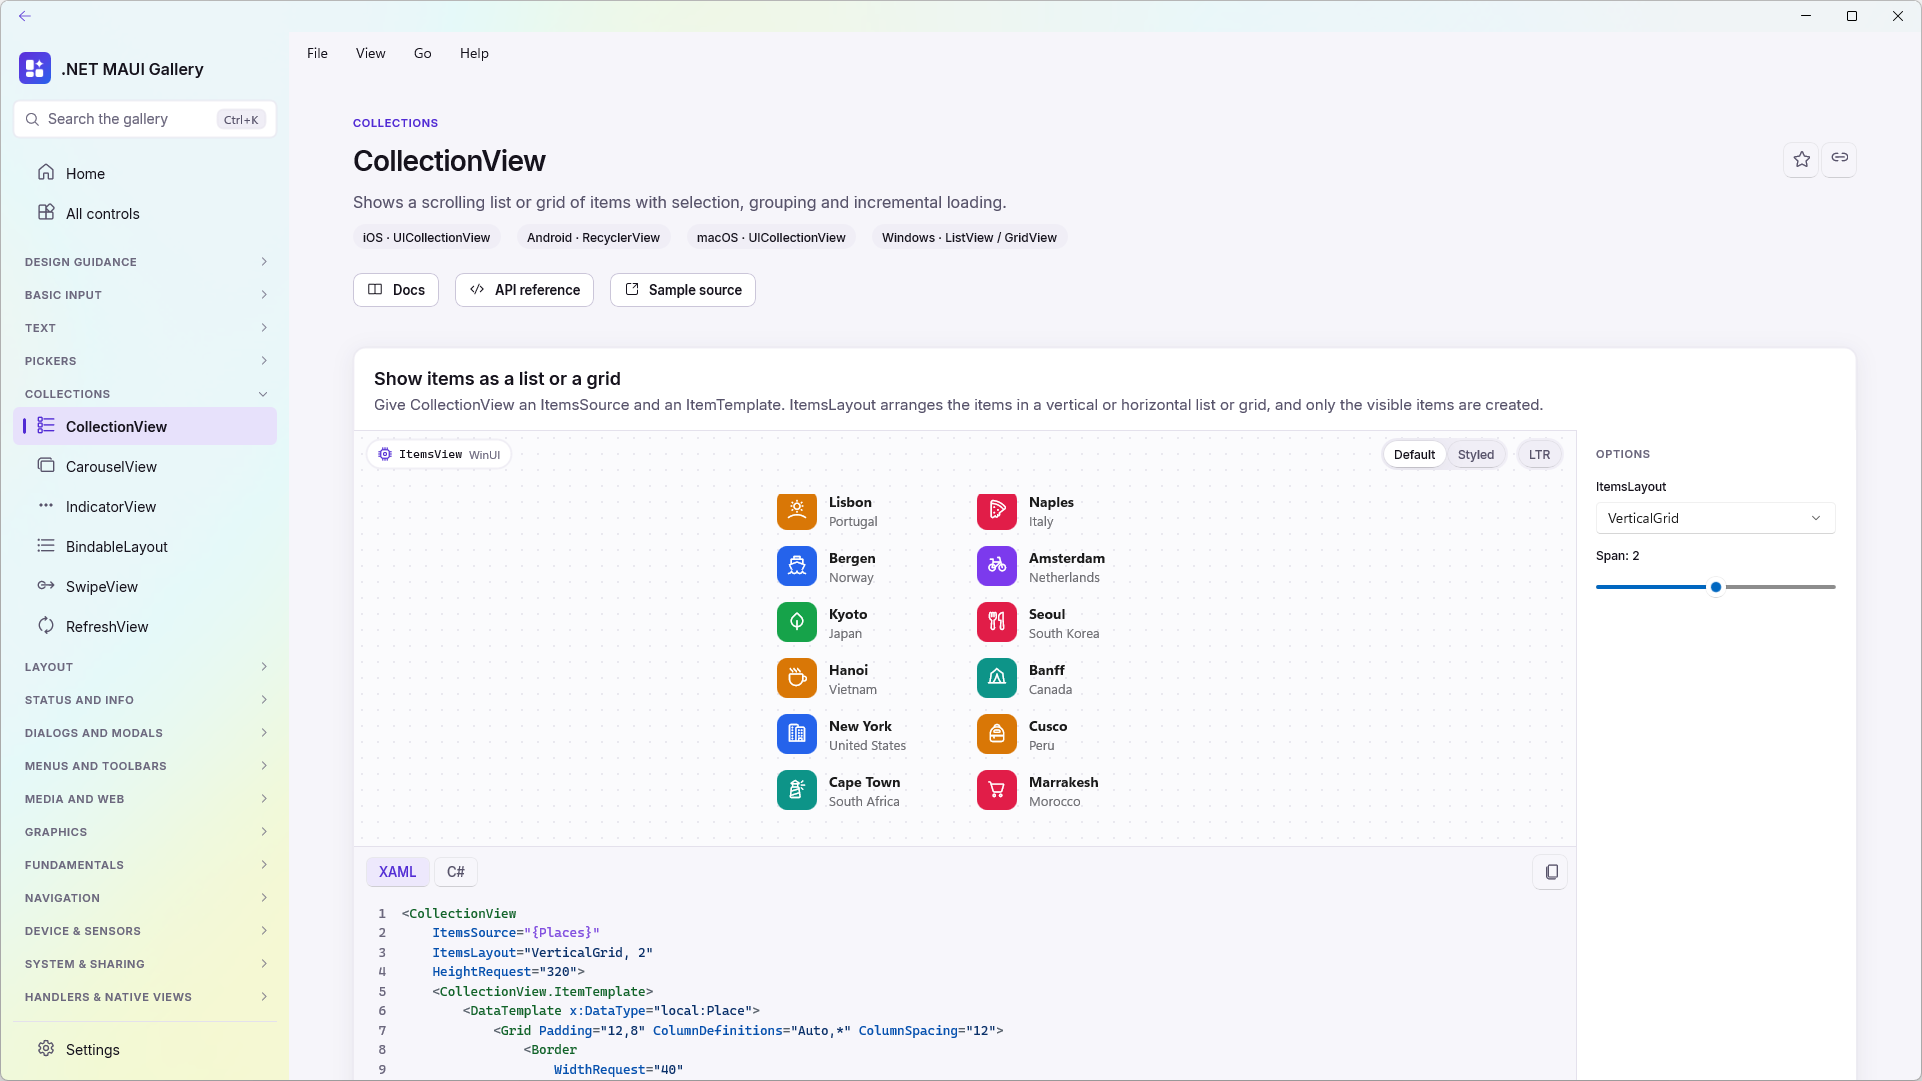 .NET MAUI Gallery
Search the gallery Ctrl+K
Home
All controls
DESIGN GUIDANCE
BASIC INPUT
TEXT
PICKERS
COLLECTIONS
CollectionView
CarouselView
IndicatorView
BindableLayout
SwipeView
RefreshView
LAYOUT
STATUS AND INFO
DIALOGS AND MODALS
MENUS AND TOOLBARS
MEDIA AND WEB
GRAPHICS
FUNDAMENTALS
NAVIGATION
DEVICE & SENSORS
SYSTEM & SHARING
HANDLERS & NATIVE VIEWS
Settings
File View Go Help
COLLECTIONS
CollectionView
Shows a scrolling list or grid of items with selection, grouping and incremental loading.
iOS · UICollectionView Android · RecyclerView macOS · UICollectionView Windows · ListView / GridView
Docs API reference Sample source
Show items as a list or a grid
Give CollectionView an ItemsSource and an ItemTemplate. ItemsLayout arranges the items in a vertical or horizontal list or grid, and only the visible items are created.
ItemsView WinUI Default Styled LTR
Lisbon Naples
Portugal Italy
Bergen Amsterdam
Norway Netherlands
Kyoto Seoul
Japan South Korea
Hanoi Banff
Vietnam Canada
New York Cusco
United States Peru
Cape Town Marrakesh
South Africa Morocco
OPTIONS
ItemsLayout
VerticalGrid
Span: 2
XAML C#
1 <CollectionView
2 ItemsSource="{Places}"
3 ItemsLayout="VerticalGrid, 2"
4 HeightRequest="320">
5 <CollectionView.ItemTemplate>
6 <DataTemplate x:DataType="local:Place">
7 <Grid Padding="12,8" ColumnDefinitions="Auto,*" ColumnSpacing="12">
8 <Border
9 WidthRequest="40"